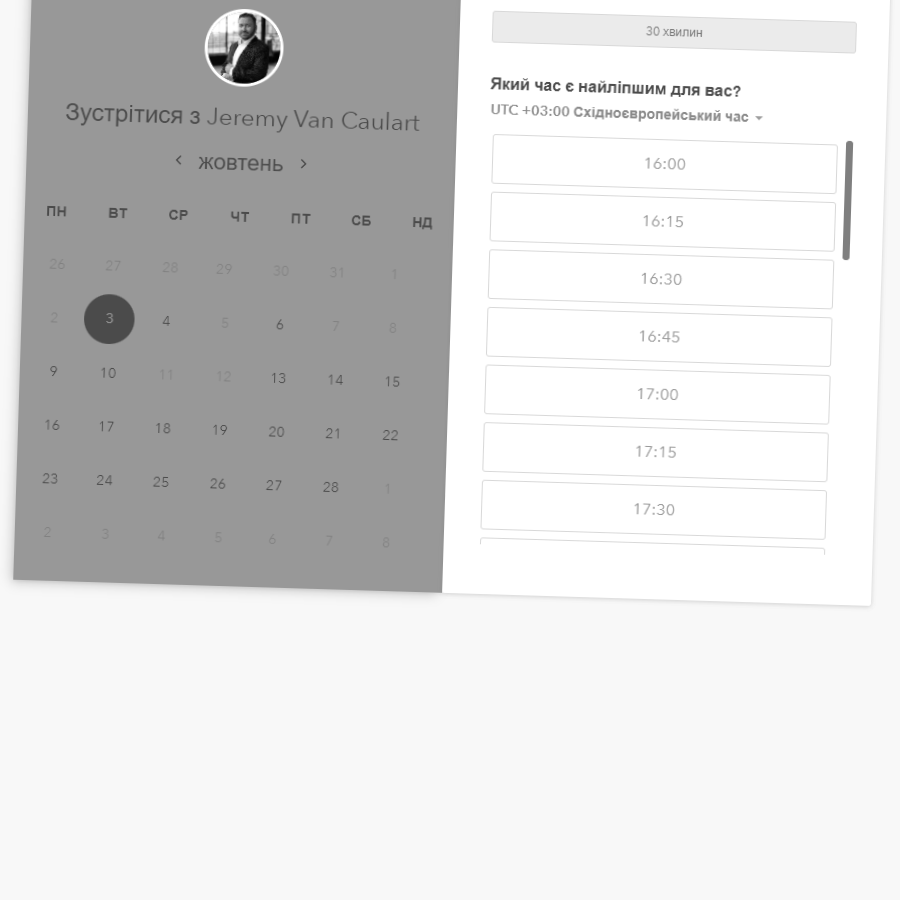 Зустрітися з Jeremy Van Caulart
жовтень
ПН ВТ СР ЧТ ПТ СБ НД
26 27 28 29 30 31 1
2 3 4 5 6 7 8
9 10 11 12 13 14 15
16 17 18 19 20 21 22
23 24 25 26 27 28 1
2 3 4 5 6 7 8
30 хвилин
Який час є найліпшим для вас?
UTC +03:00 Східноєвропейський час
16:00
16:15
16:30
16:45
17:00
17:15
17:30